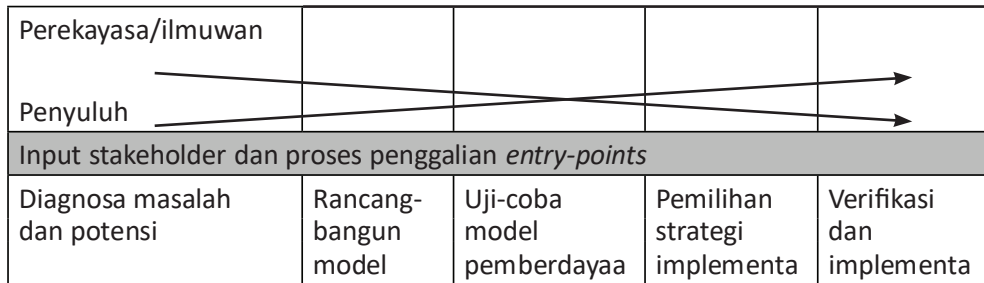 Perekayasa/ilmuwan
Penyuluh
Input stakeholder dan proses penggalian entry-points
Diagnosa masalah
dan potensi
Rancang-
bangun
model
Uji-coba
model
pemberdayaa
Pemilihan
strategi
implementa
Verifikasi
dan
implementa